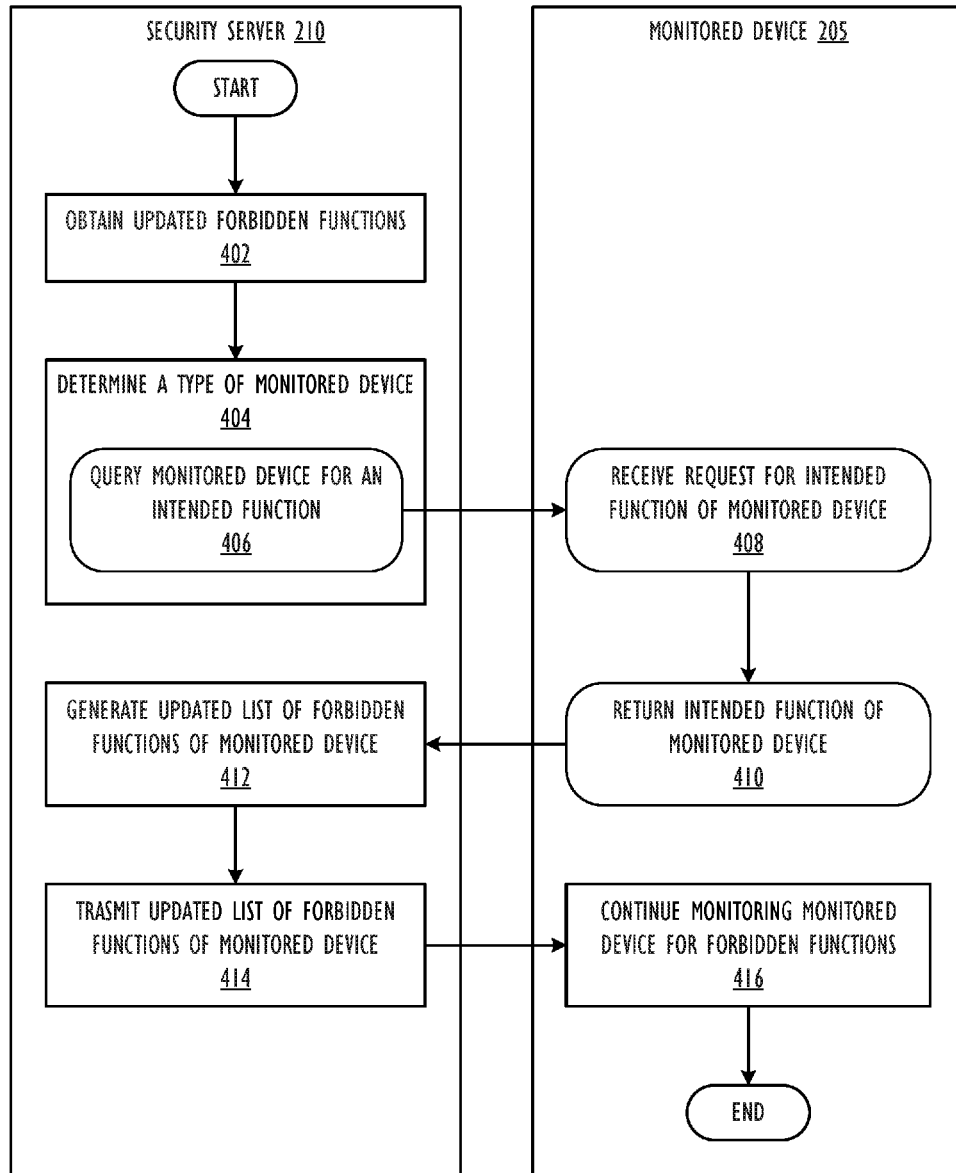 SECURITY SERVER 210
START
OBTAIN UPDATED FORBIDDEN FUNCTIONS
402
DETERMINE A TYPE OF MONITORED DEVICE
404
QUERY MONITORED DEVICE FOR AN
INTENDED FUNCTION
406
GENERATE UPDATED LIST OF FORBIDDEN
FUNCTIONS OF MONITORED DEVICE
412
TRASMIT UPDATED LIST OF FORBIDDEN
FUNCTIONS OF MONITORED DEVICE
414
MONITORED DEVICE 205
RECEIVE REQUEST FOR INTENDED
FUNCTION OF MONITORED DEVICE
408
RETURN INTENDED FUNCTION OF
MONITORED DEVICE
410
CONTINUE MONITORING MONITORED
DEVICE FOR FORBIDDEN FUNCTIONS
416
END